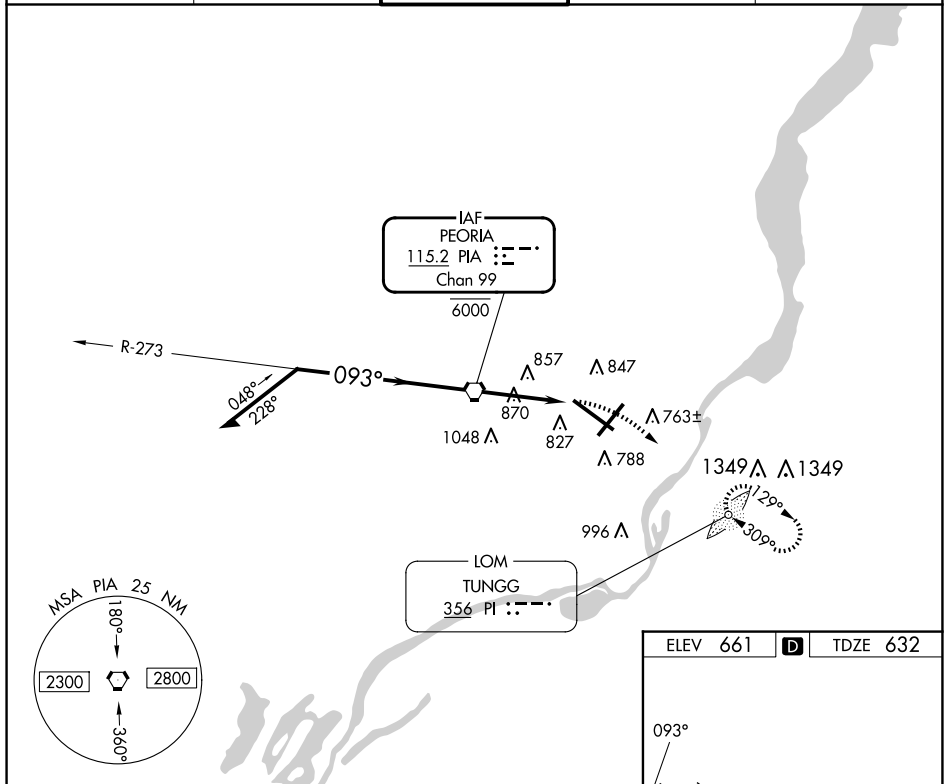 IAF
PEORIA
115.2 PIA
Chan 99
6000
R-273
093°
048°
228°
857
847
870
1048
827
763±
788
1349 1349
129°
309°
996
LOM
TUNGG
356 PI
MSA PIA 25 NM
180°
2300
2800
360°
ELEV 661 D TDZE 632
093°